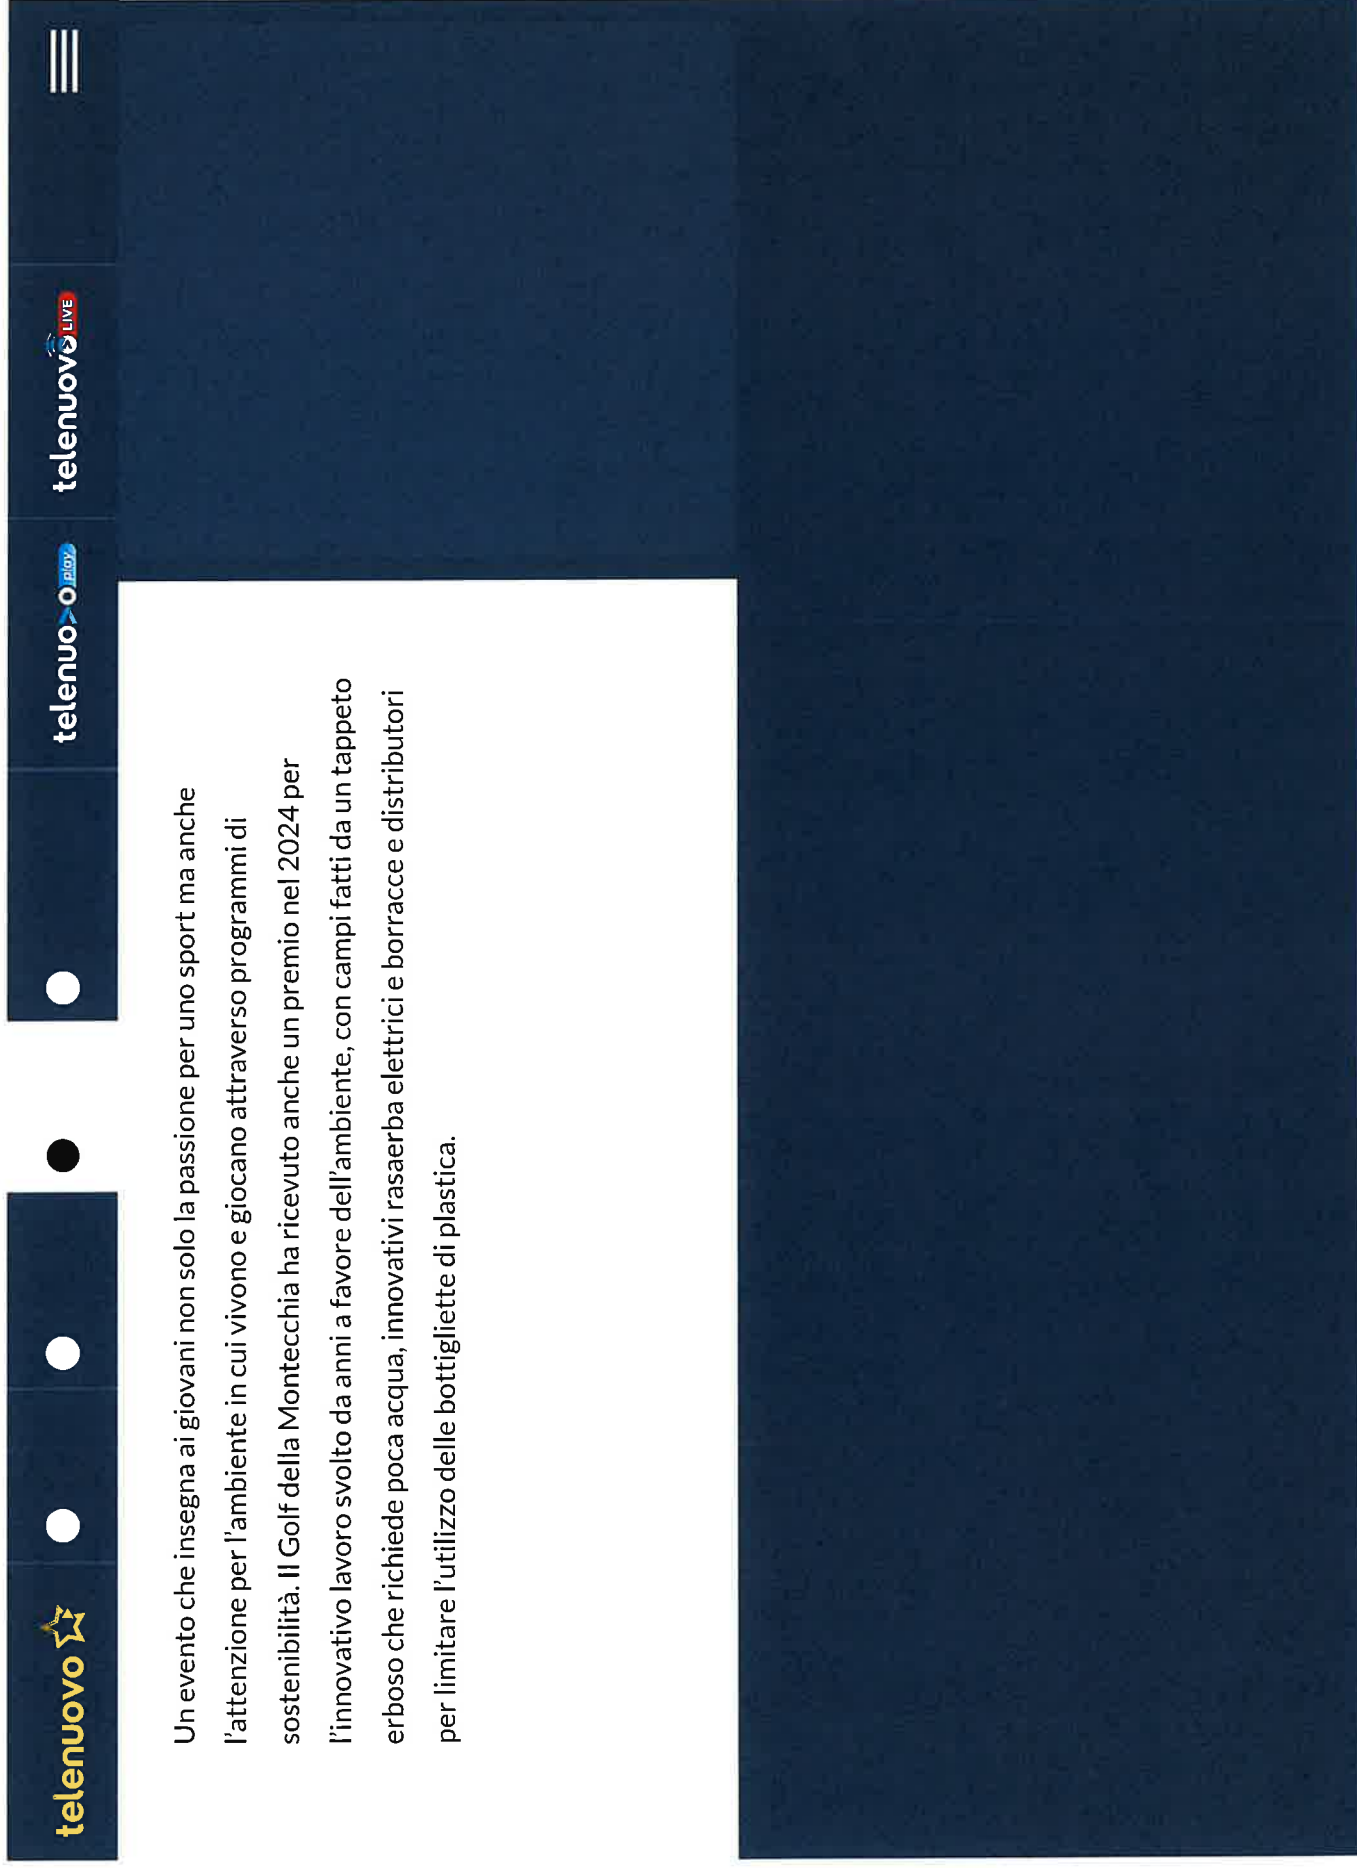 telenuovo
telenuovo play
telenuovo LIVE
Un evento che insegna ai giovani non solo la passione per uno sport ma anche
l'attenzione per l'ambiente in cui vivono e giocano attraverso programmi di
sostenibilità. Il Golf della Montecchia ha ricevuto anche un premio nel 2024 per
l'innovativo lavoro svolto da anni a favore dell'ambiente, con campi fatti da un tappeto
erboso che richiede poca acqua, innovativi rasaerba elettrici e borracce e distributori
per limitare l'utilizzo delle bottigliette di plastica.